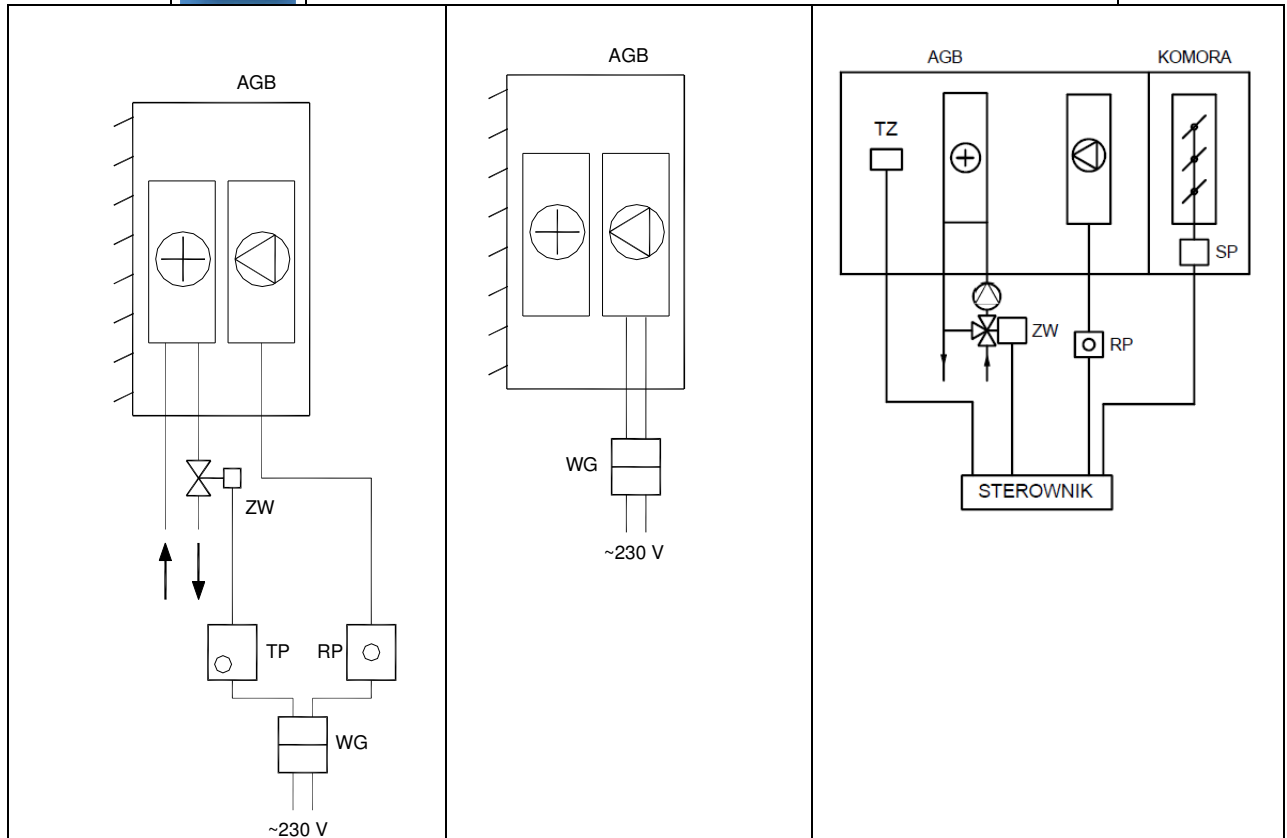 AGB
ZW
TP
RP
WG
~230 V
AGB
WG
~230 V
AGB
KOMORA
TZ
SP
ZW
RP
STEROWNIK